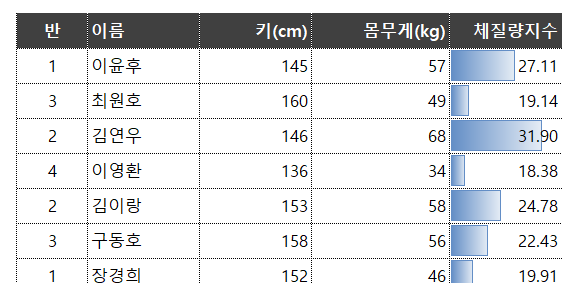 반 이름 키(cm) 몸무게(kg) 체질량지수
1 이윤후 145 57 27.11
3 최원호 160 49 19.14
2 김연우 146 68 31.90
4 이영환 136 34 18.38
2 김이랑 153 58 24.78
3 구동호 158 56 22.43
1 장경희 152 46 19.91